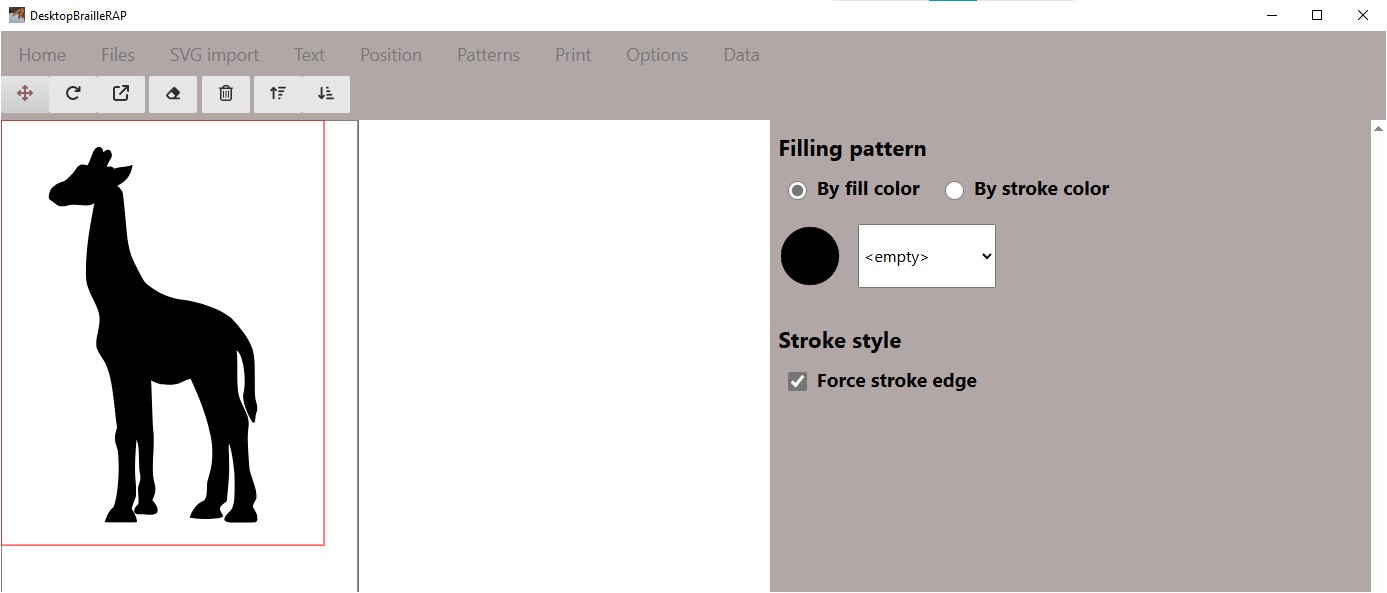 DesktopBrailleRAP
Home Files SVG import Text Position Patterns Print Options Data
Filling pattern
By fill color By stroke color
<empty>
Stroke style
Force stroke edge